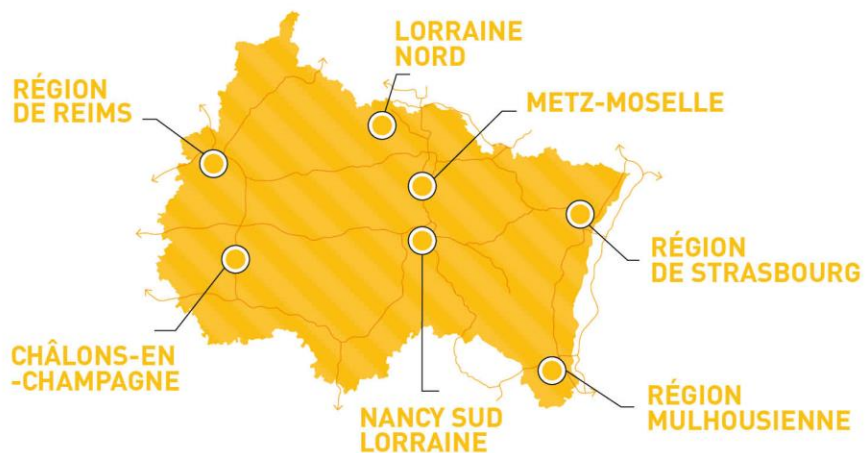 LORRAINE
NORD
RÉGION
DE REIMS
METZ-MOSELLE
RÉGION
DE STRASBOURG
CHÂLONS-EN
-CHAMPAGNE
NANCY SUD
LORRAINE
RÉGION
MULHOUSIENNE